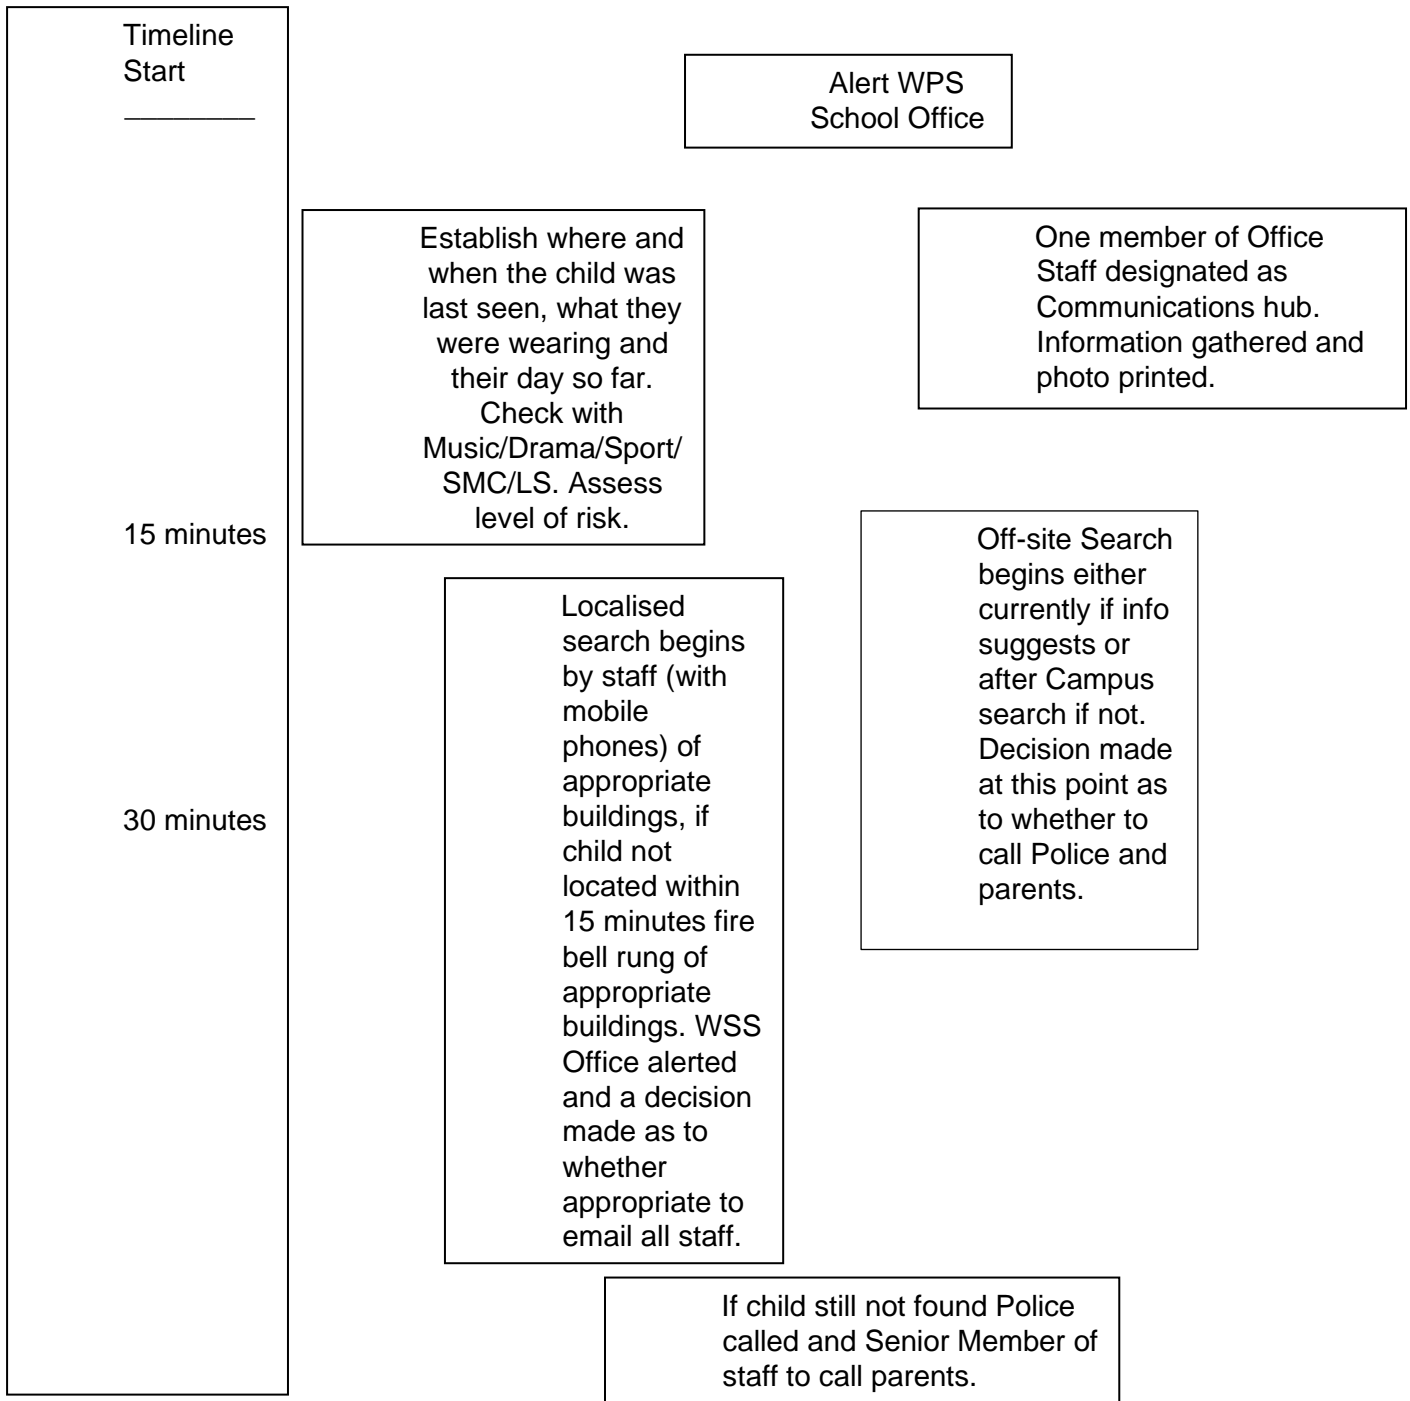 Timeline
Start
________
Alert WPS
School Office
Establish where and
when the child was
last seen, what they
were wearing and
their day so far.
Check with
Music/Drama/Sport/
SMC/LS. Assess
level of risk.
One member of Office
Staff designated as
Communications hub.
Information gathered and
photo printed.
15 minutes
Localised
search begins
by staff (with
mobile
phones) of
appropriate
buildings, if
child not
located within
15 minutes fire
bell rung of
appropriate
buildings. WSS
Office alerted
and a decision
made as to
whether
appropriate to
email all staff.
Off-site Search
begins either
currently if info
suggests or
after Campus
search if not.
Decision made
at this point as
to whether to
call Police and
parents.
30 minutes
If child still not found Police
called and Senior Member of
staff to call parents.